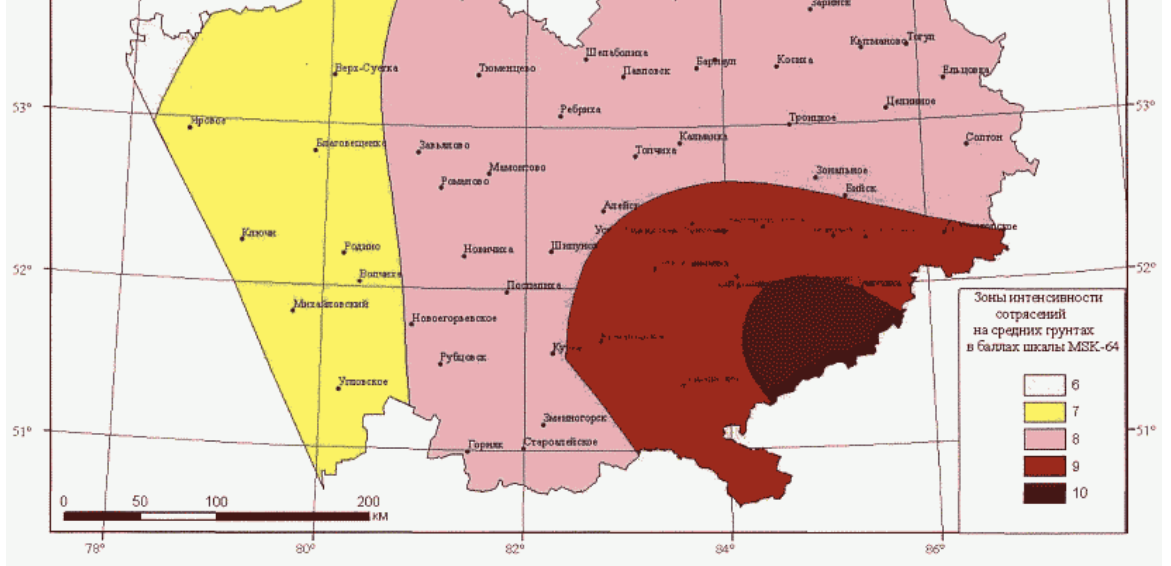 Заринск
Кытманово
Тогул
Шелаболиха
Павловск
Барнаул
Косиха
Ельцовка
Верх-Суетка
Тюменцево
53°
53°
Ребриха
Целинное
Троицкое
Яровое
Благовещенко
Завьялово
Топчиха
Калманка
Солтон
Мамонтово
Романово
Зональное
Бийск
Алейск
Ключи
Родино
Новичиха
Шипуново
52°
52°
Волчиха
Поспелиха
Михайловский
Новоегорьевское
Рубцовск
Угловское
Змеиногорск
51°
51°
Горняк
Староалейское
Зоны интенсивности
сотрясений
на средних грунтах
в баллах шкалы MSK-64
6
7
8
9
10
0 50 100 200
км
78° 80° 82° 84° 86°